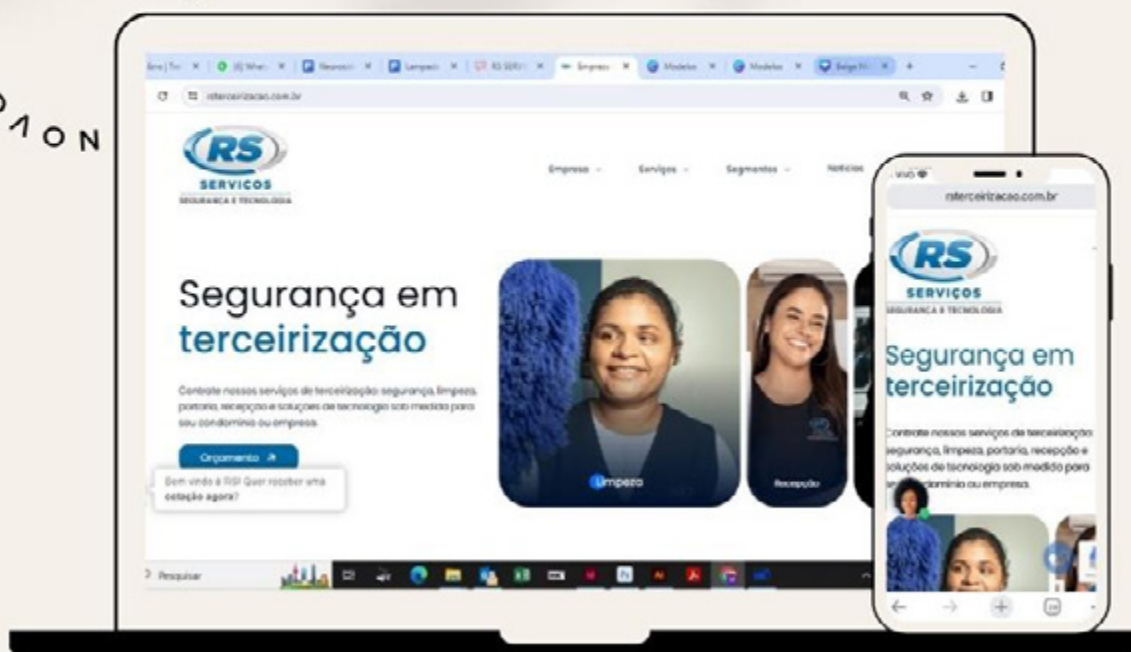 NOVO
RS
SERVIÇOS
SEGURANÇA E TECNOLOGIA
rsterceirizacao.com.br
Empresa
Serviços
Segmentos
Notícias
Segurança em
terceirização
Contrate nossos serviços de terceirização: segurança, limpeza,
portaria, recepção e soluções de tecnologia sob medida para
seu condomínio ou empresa.
Orçamento
Bem vindo à RS! Quer receber uma
cotação agora?
Limpeza
Recepção
Pesquisar
VIVO
rsterceirizacao.com.br
RS
SERVIÇOS
SEGURANÇA E TECNOLOGIA
Segurança em
terceirização
Contrate nossos serviços de terceirização:
segurança, limpeza, portaria, recepção e
soluções de tecnologia sob medida para
seu condomínio ou empresa.